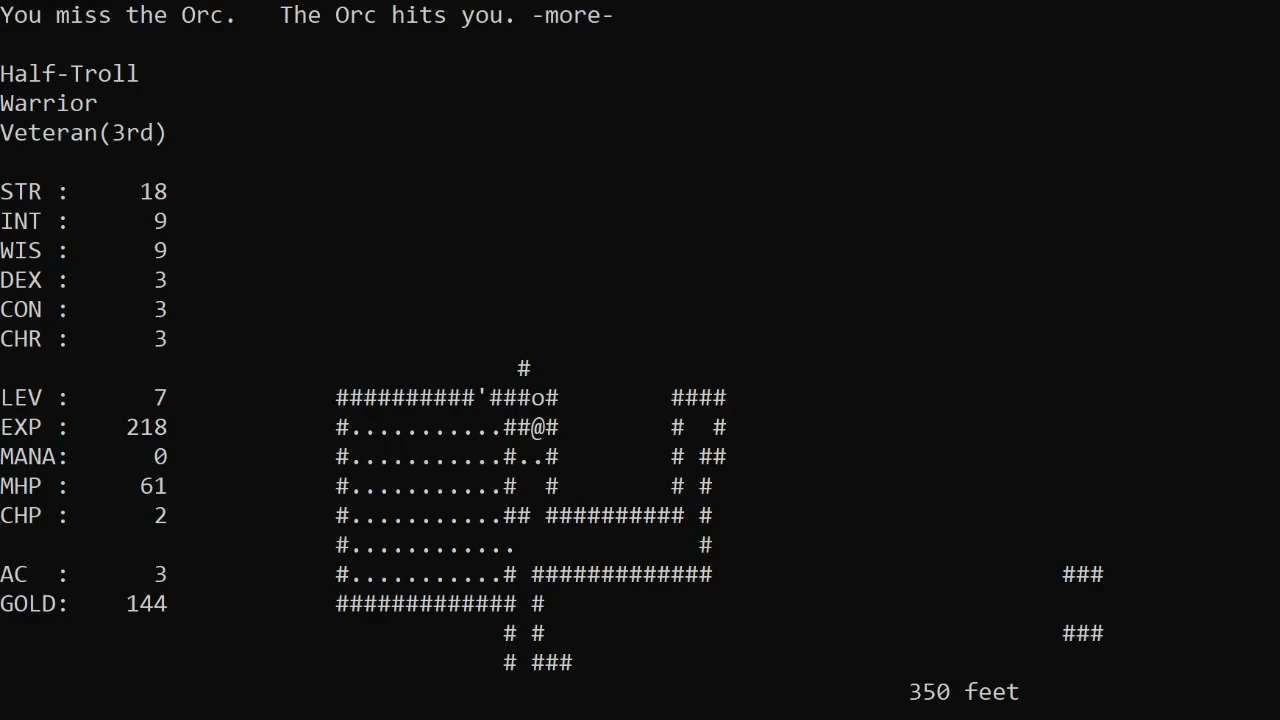 You miss the Orc.   The Orc hits you. -more-
Half-Troll
Warrior
Veteran(3rd)
STR :     18
INT :      9
WIS :      9
DEX :      3
CON :      3
CHR :      3
                                      #
LEV :      7            ##########'###o#        ####
EXP :    218            #...........##@#        #  #
MANA:      0            #...........#..#        # ##
MHP :     61            #...........#  #        # #
CHP :      2            #...........## ########## #
                        #............             #
AC  :      3            #...........# #############                         ###
GOLD:    144            ############# #
                                    # #                                     ###
                                    # ###
                                                                 350 feet